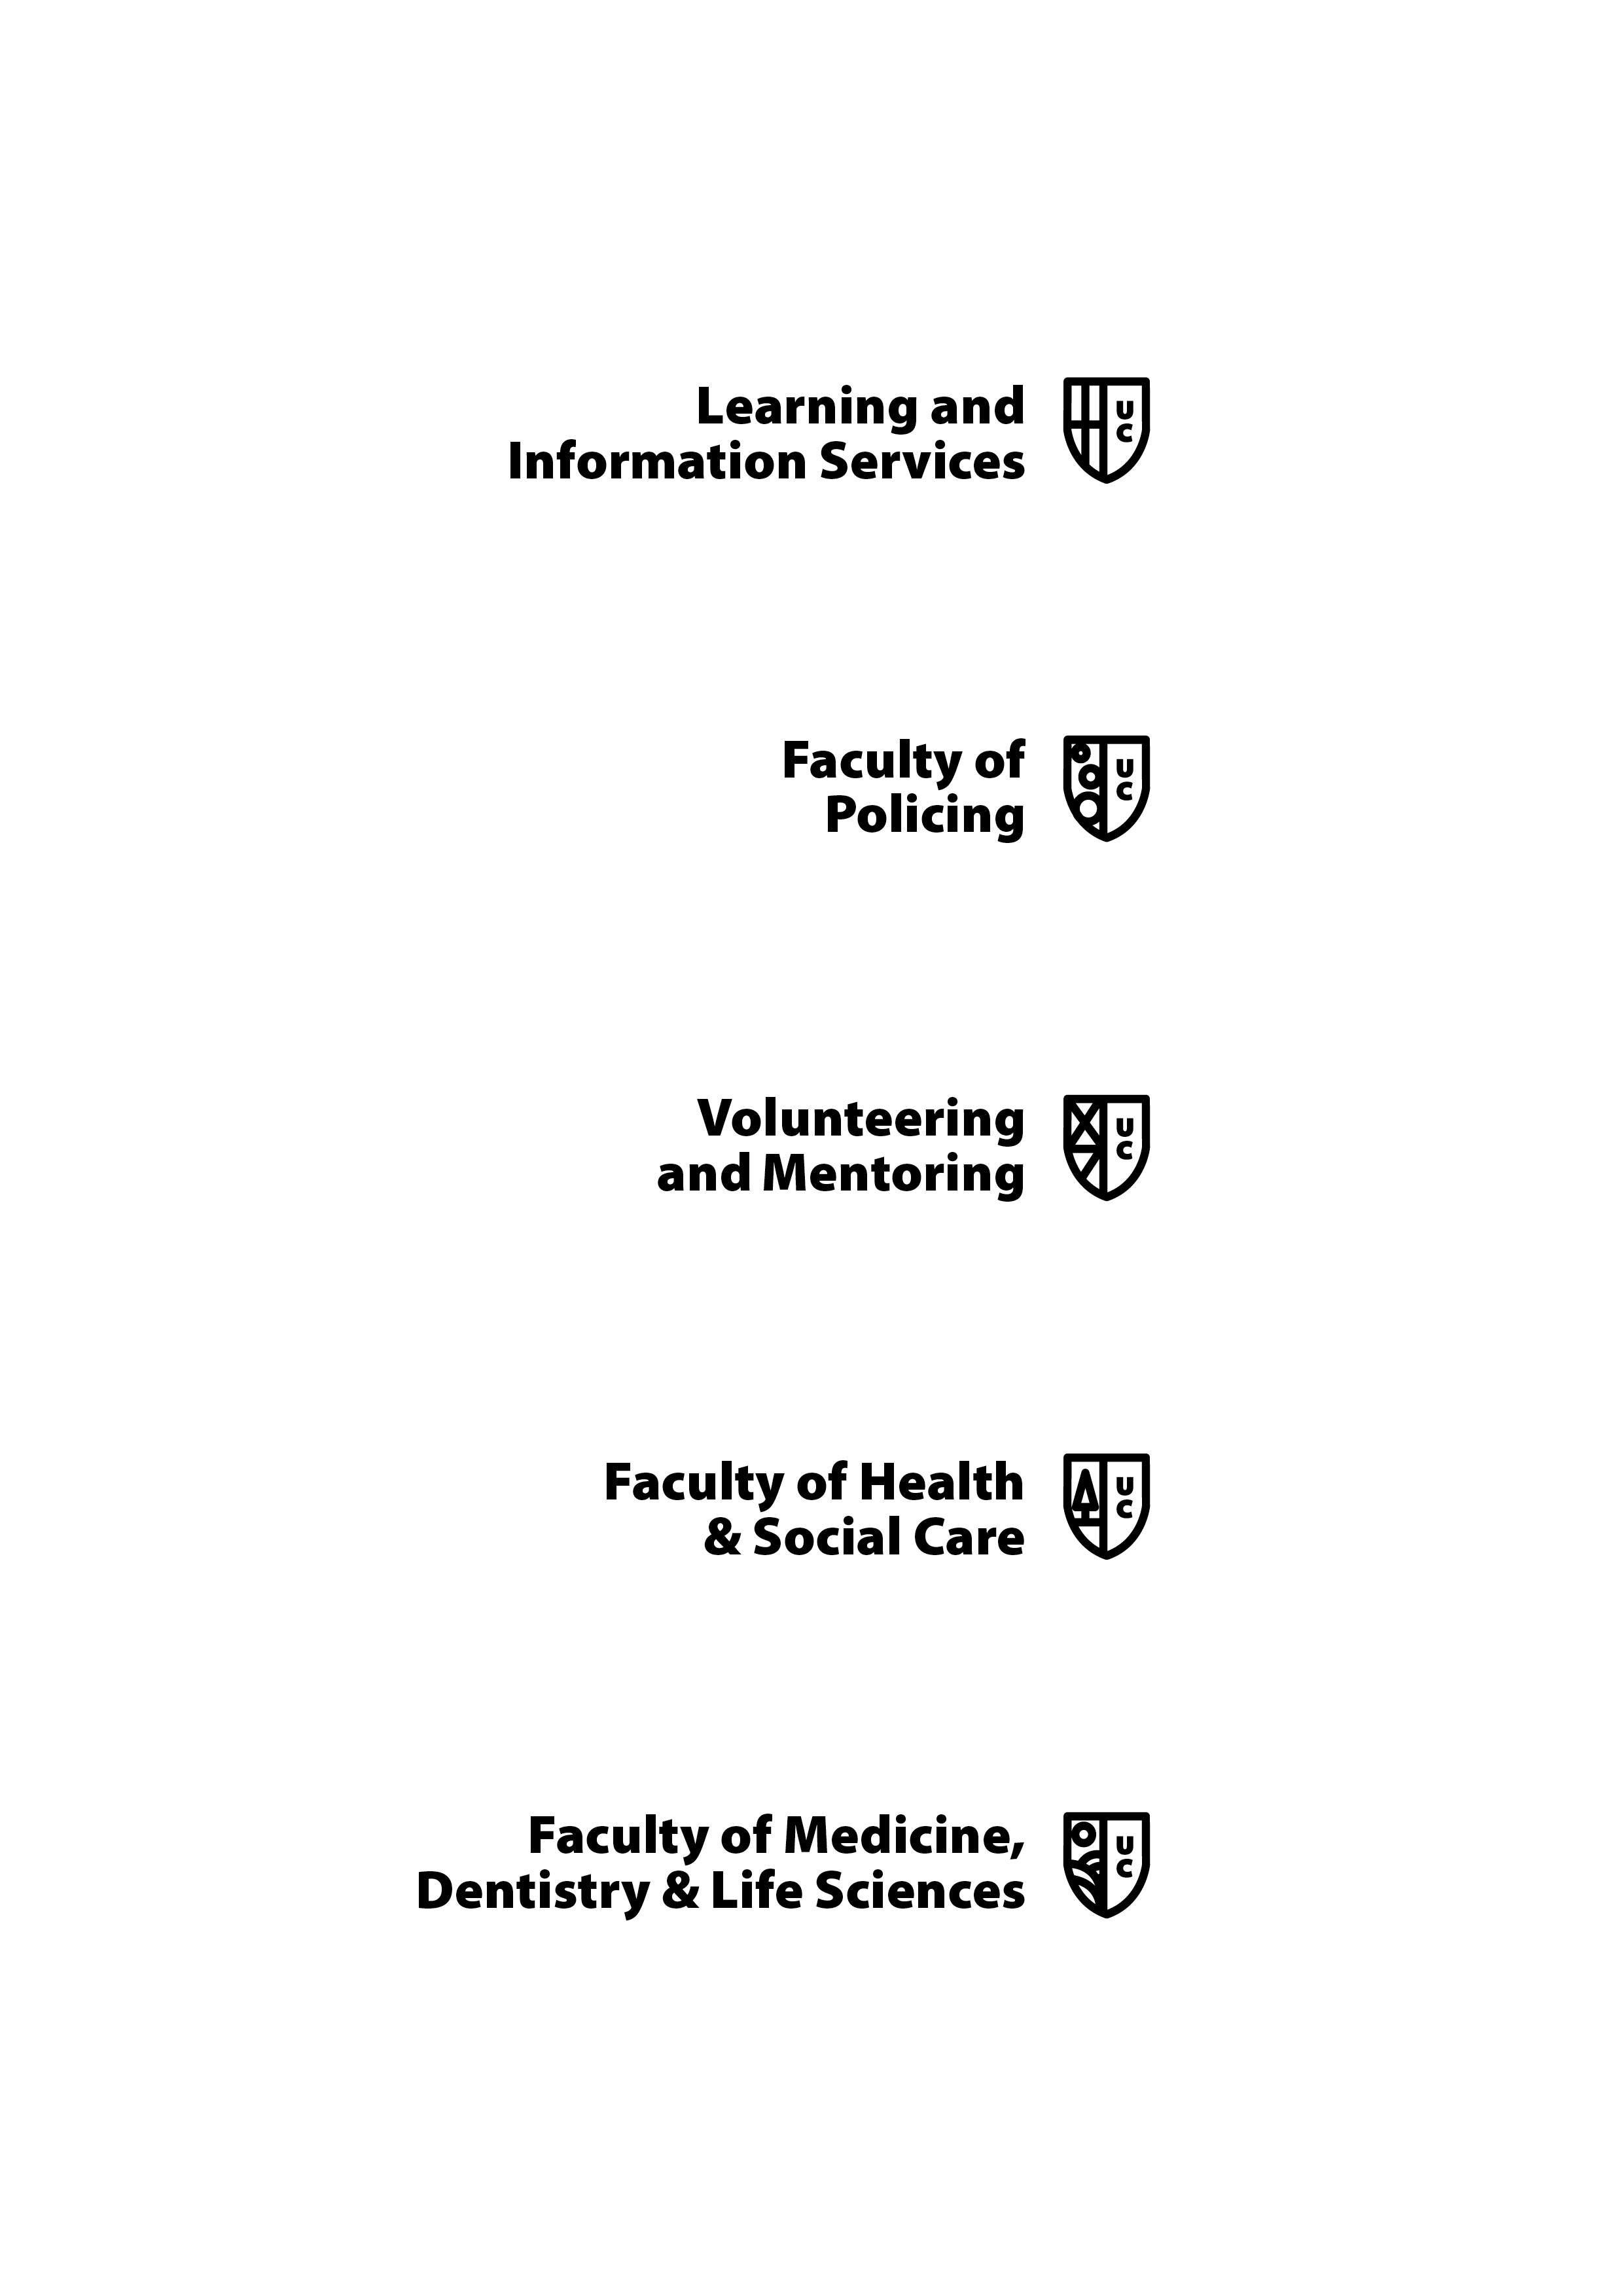 Learning and
Information Services
U
C
Faculty of
Policing
U
C
Volunteering
and Mentoring
U
C
Faculty of Health
& Social Care
U
C
Faculty of Medicine,
Dentistry & Life Sciences
U
C